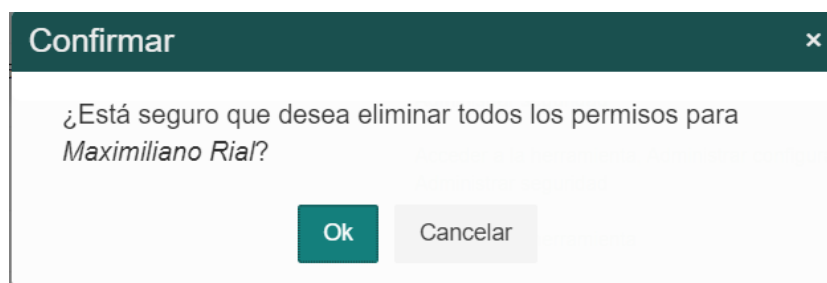 Confirmar ×
¿Está seguro que desea eliminar todos los permisos para
Maximiliano Rial?
Ok Cancelar